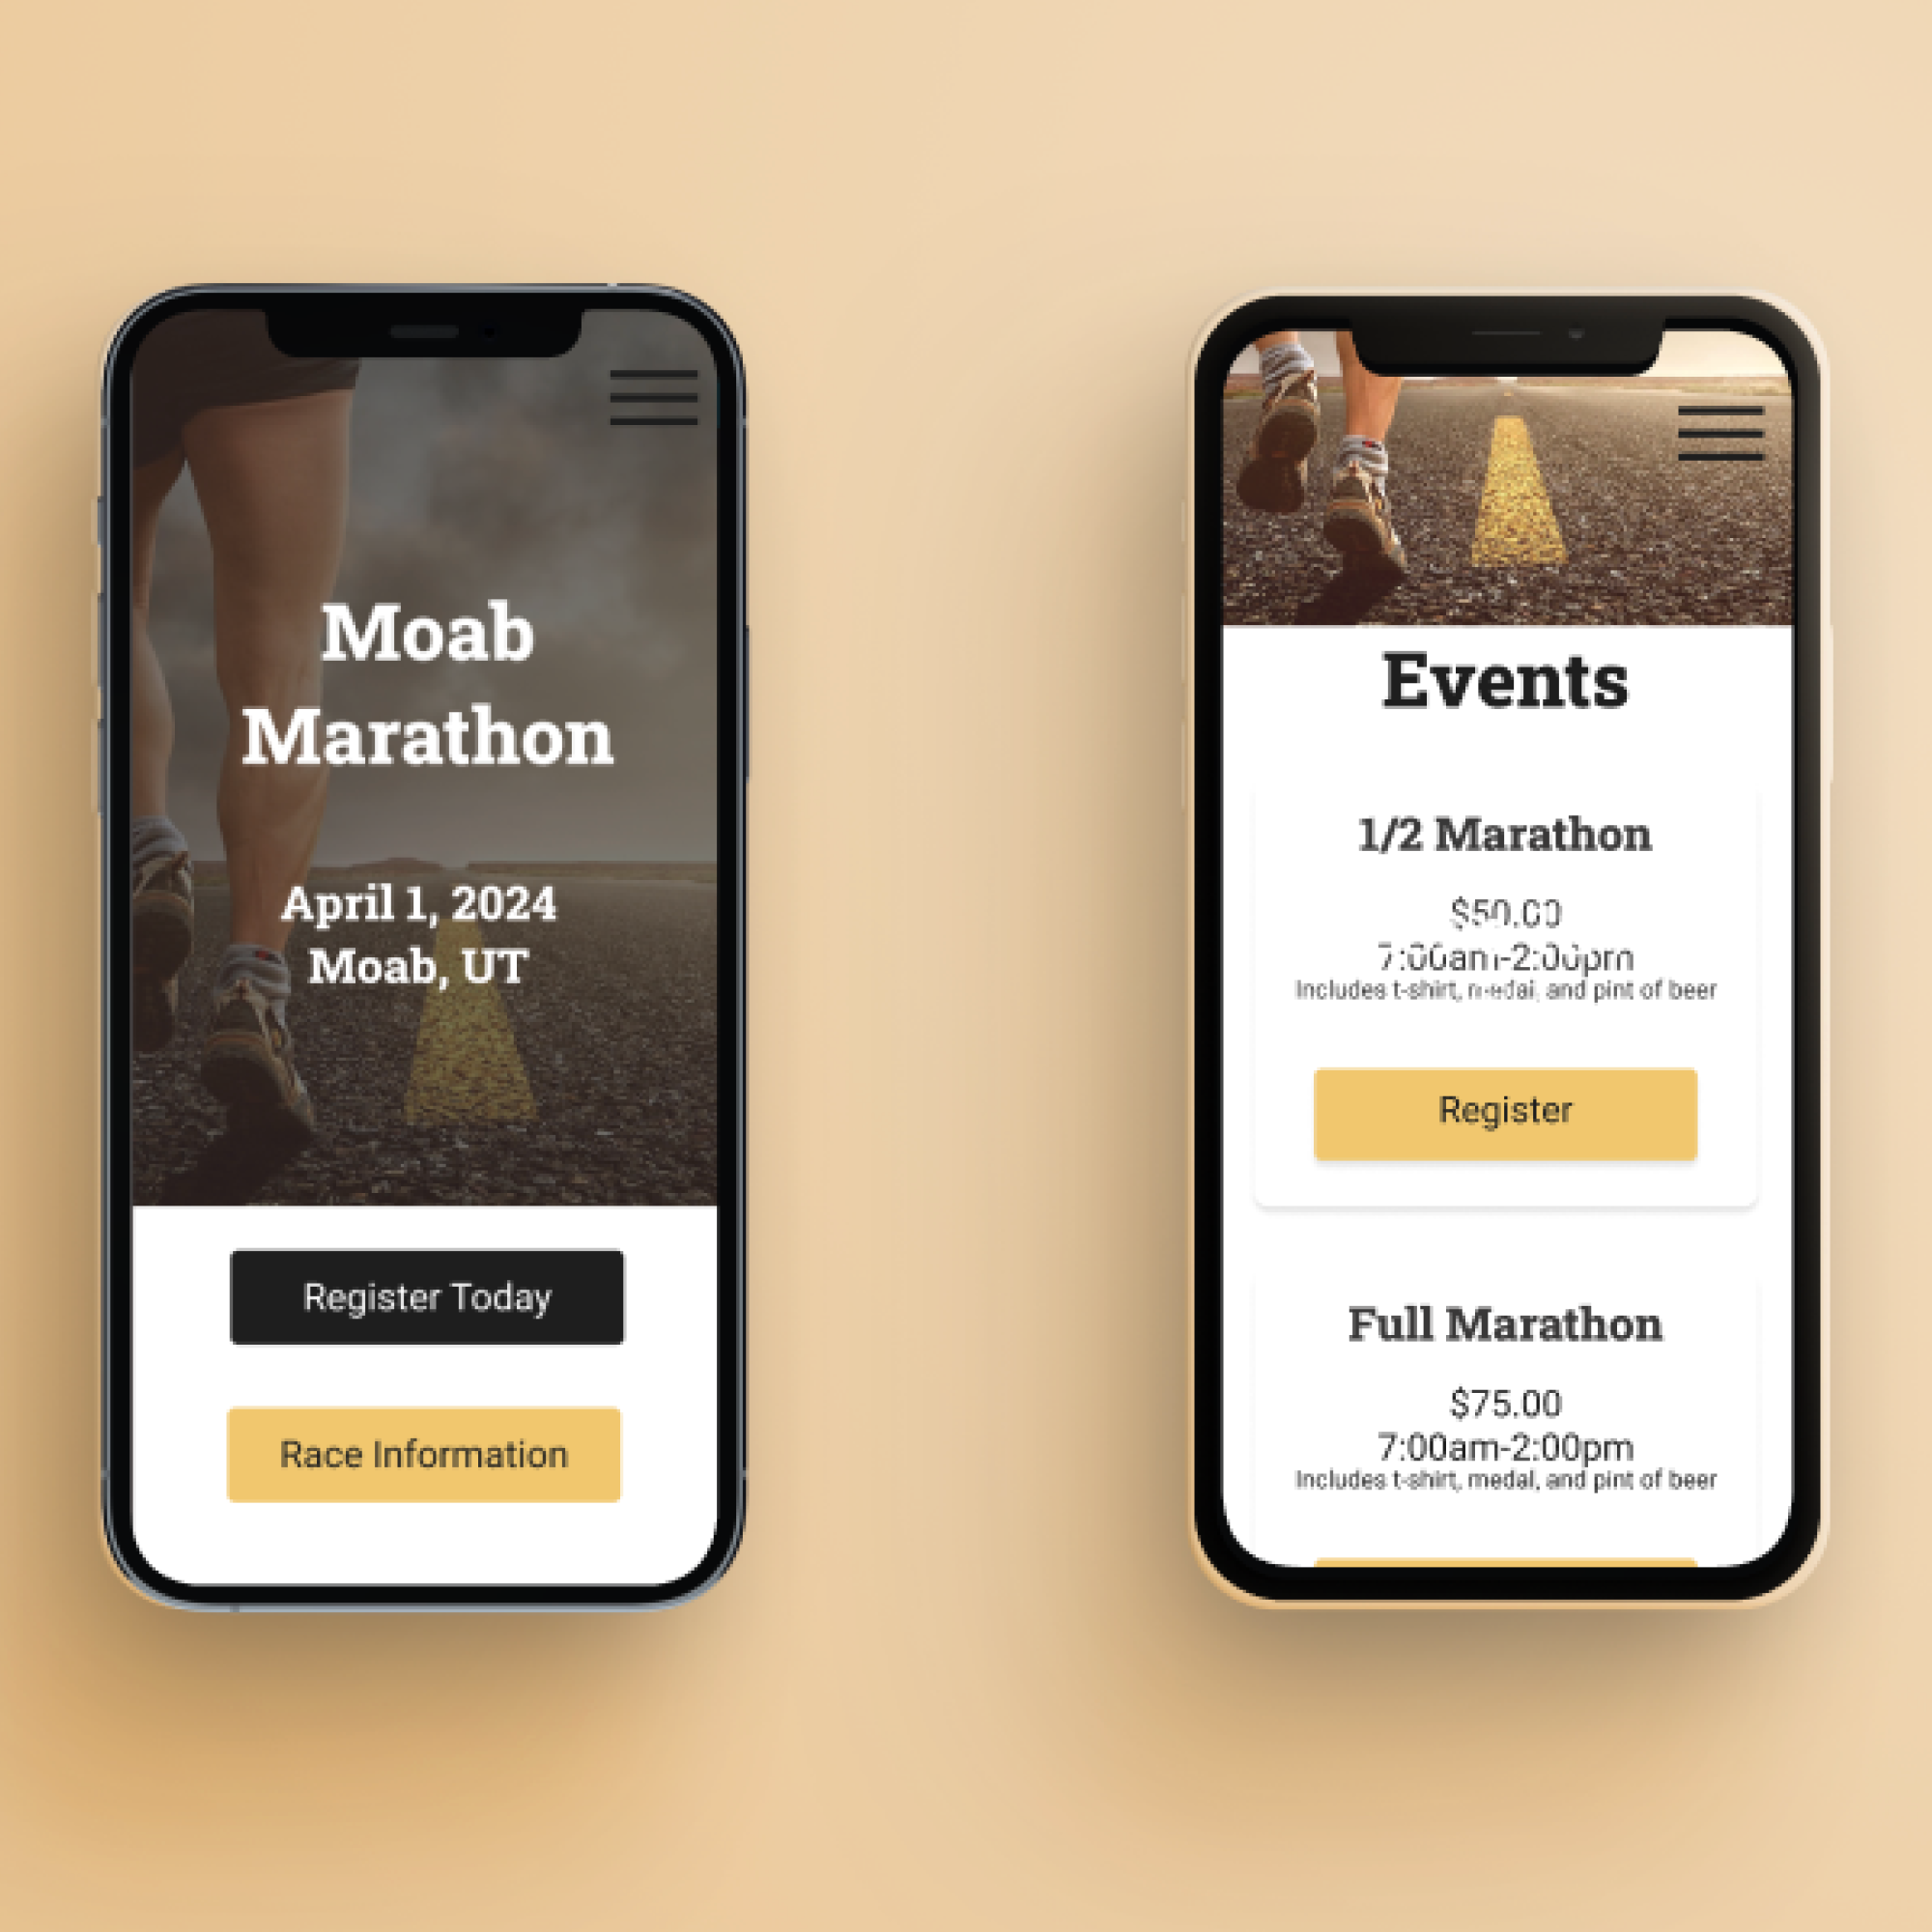 Moab
Marathon
April 1, 2024
Moab, UT
Register Today
Race Information
Events
1/2 Marathon
$50.00
7:00am-2:00pm
Includes t-shirt, medal, and pint of beer
Register
Full Marathon
$75.00
7:00am-2:00pm
Includes t-shirt, medal, and pint of beer